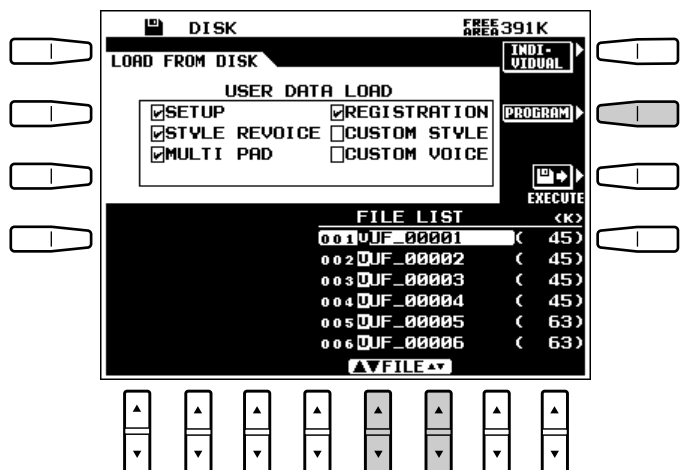 DISK FREE AREA 391K
LOAD FROM DISK
INDI-VIDUAL
USER DATA LOAD
SETUP REGISTRATION
PROGRAM
STYLE REVOICE CUSTOM STYLE
MULTI PAD CUSTOM VOICE
EXECUTE
FILE LIST <K>
001 U UF_00001 ( 45)
002 U UF_00002 ( 45)
003 U UF_00003 ( 45)
004 U UF_00004 ( 45)
005 U UF_00005 ( 63)
006 U UF_00006 ( 63)
▲▼FILE▲▼